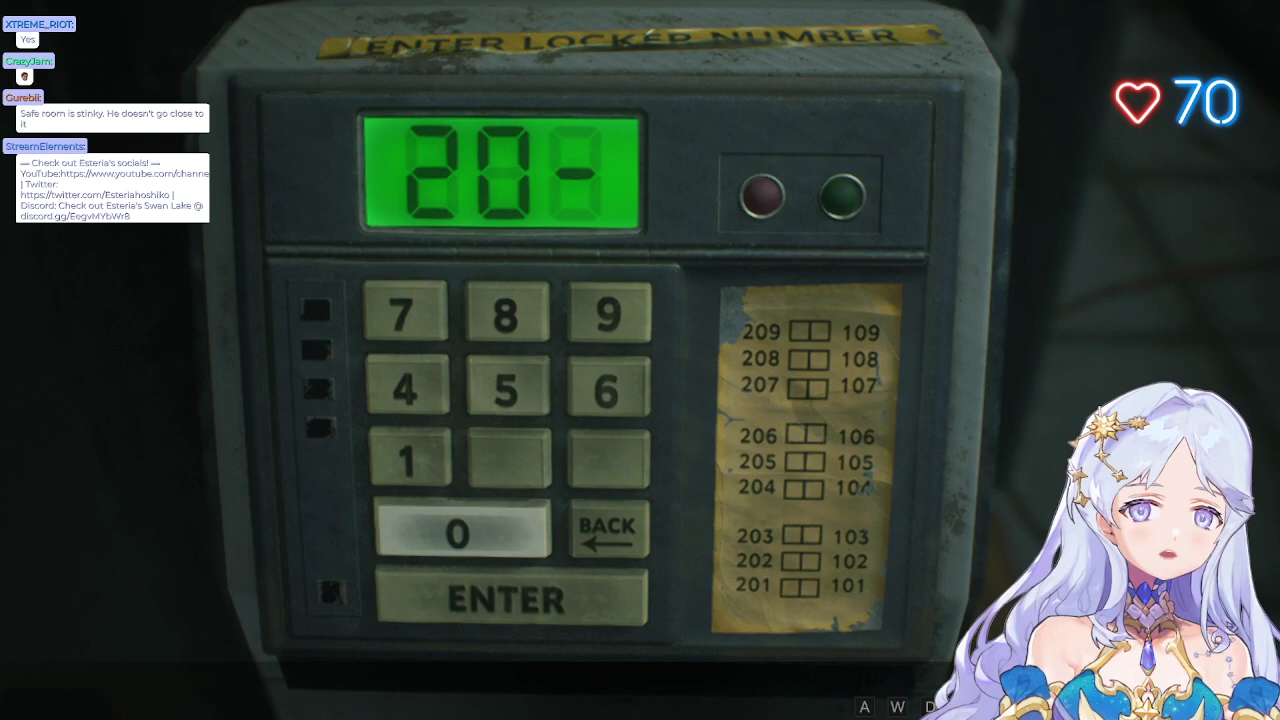 XTREME_RIOT:
Yes
CrazyJam:
Gurebii:
Safe room is stinky. He doesn't go close to
it
StreamElements:
— Check out Esteria's socials! —
YouTube:https://www.youtube.com/channe
| Twitter:
https://twitter.com/Esteriahoshiko |
Discord: Check out Esteria's Swan Lake @
discord.gg/EegvMYbWr8
ENTER LOCKED NUMBER
20-
70
7 8 9
4 5 6
1
0 BACK
ENTER
209 109
208 108
207 107
206 106
205 105
204 104
203 103
202 102
201 101
A W D